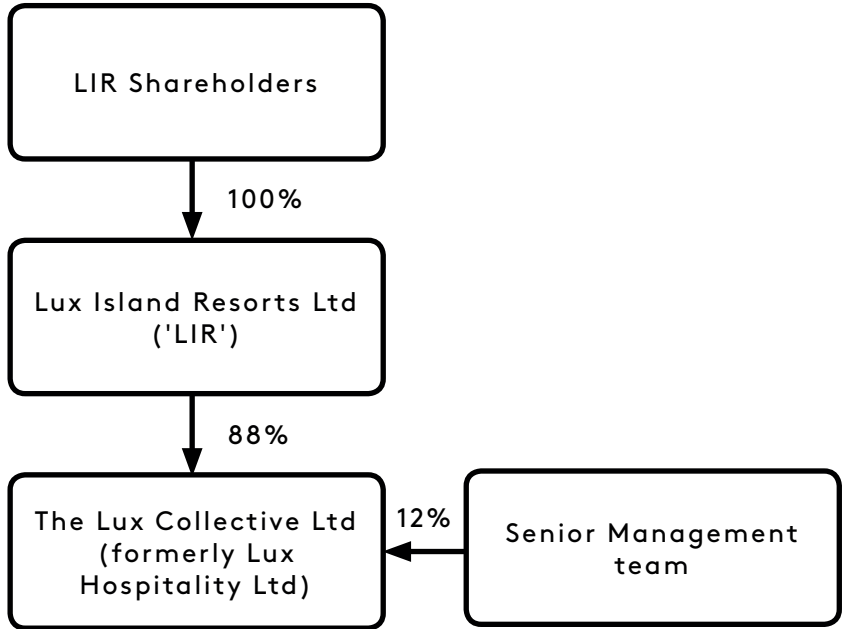 LIR Shareholders
100%
Lux Island Resorts Ltd
('LIR')
88%
The Lux Collective Ltd
(formerly Lux
Hospitality Ltd)
12%
Senior Management
team